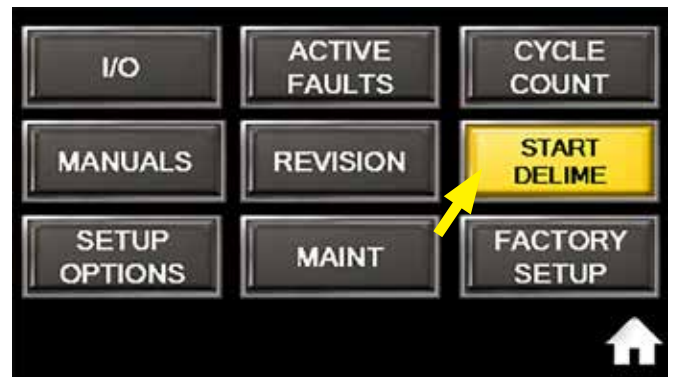 I/O
ACTIVE
FAULTS
CYCLE
COUNT
MANUALS
REVISION
START
DELIME
SETUP
OPTIONS
MAINT
FACTORY
SETUP